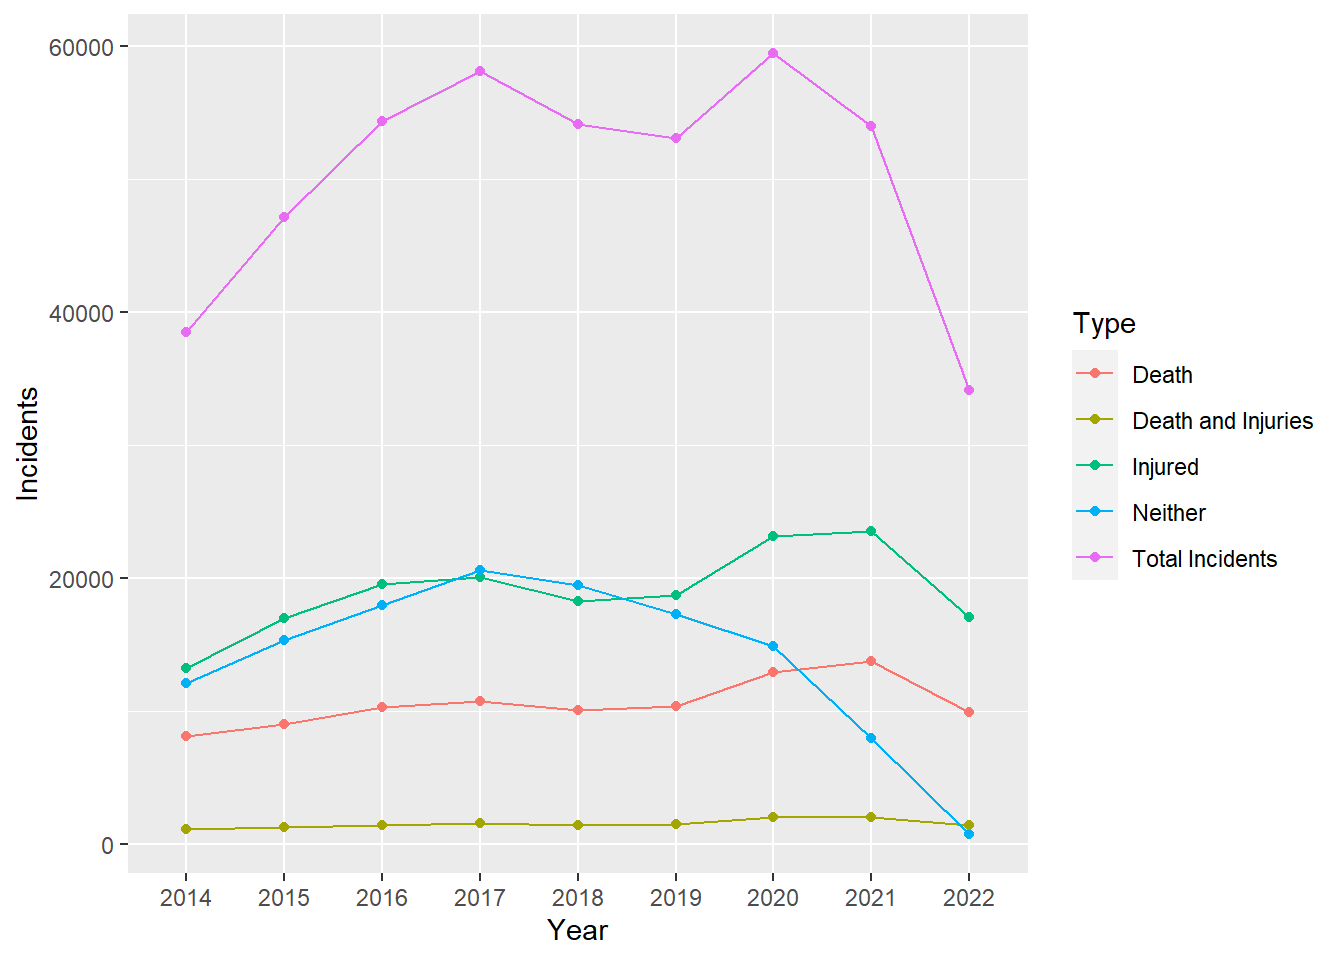 60000
40000
20000
0
Incidents
2014 2015 2016 2017 2018 2019 2020 2021 2022
Year
Type
Death
Death and Injuries
Injured
Neither
Total Incidents